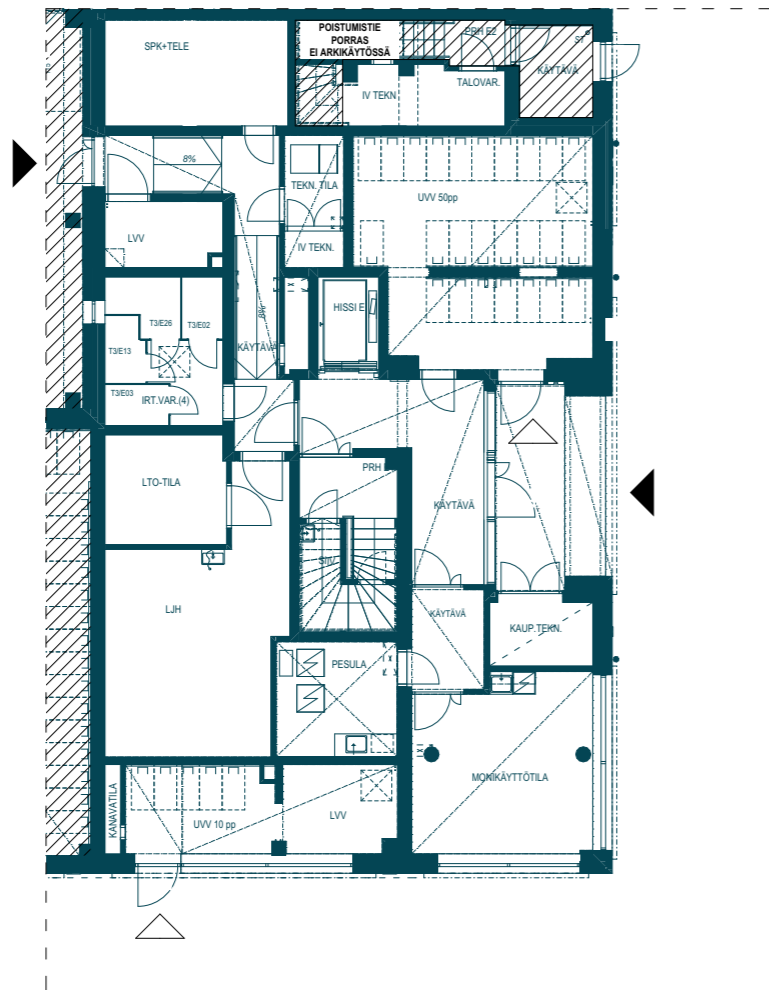 POISTUMISTIE
PORRAS
EI ARKIKÄYTÖSSÄ
PRH E2
ST
SPK+TELE
KÄYTÄVÄ
IV TEKN
TALOVAR.
8%
TEKN. TILA
UVV 50pp
LVV
IV TEKN.
HISSI E
8%
T3/E26
T3/E02
KÄYTÄVÄ
T3/E13
T3/E03
IRT.VAR.(4)
PRH
LTO-TILA
KÄYTÄVÄ
SIIV
LJH
KÄYTÄVÄ
KAUP.TEKN.
PESULA
MONIKÄYTTÖTILA
KANAVATILA
UVV 10 pp
LVV